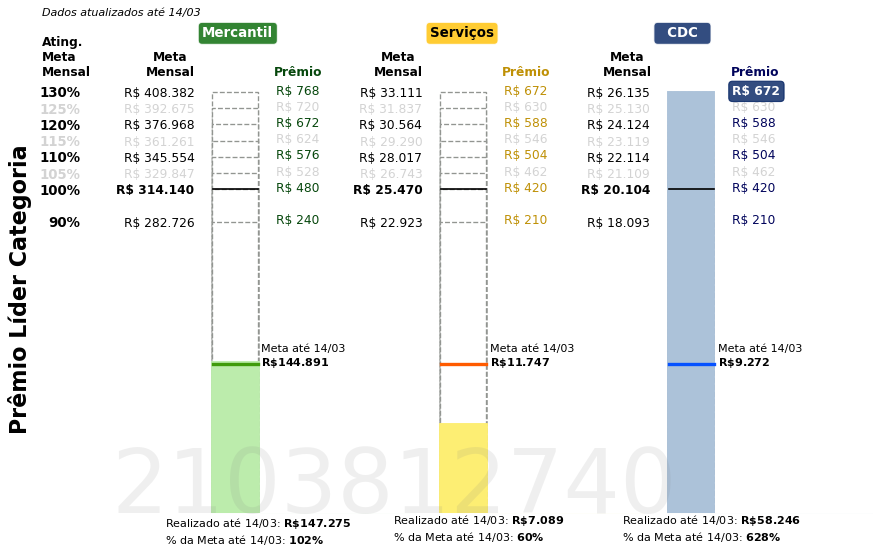 Dados atualizados até 14/03
Mercantil Serviços CDC
Ating. Meta Mensal Meta Mensal Prêmio Meta Mensal Prêmio Meta Mensal Prêmio
130% R$ 408.382 R$ 768 R$ 33.111 R$ 672 R$ 26.135 R$ 672
125% R$ 392.675 R$ 720 R$ 31.837 R$ 630 R$ 25.130 R$ 630
120% R$ 376.968 R$ 672 R$ 30.564 R$ 588 R$ 24.124 R$ 588
115% R$ 361.261 R$ 624 R$ 29.290 R$ 546 R$ 23.119 R$ 546
110% R$ 345.554 R$ 576 R$ 28.017 R$ 504 R$ 22.114 R$ 504
105% R$ 329.847 R$ 528 R$ 26.743 R$ 462 R$ 21.109 R$ 462
100% R$ 314.140 R$ 480 R$ 25.470 R$ 420 R$ 20.104 R$ 420
90% R$ 282.726 R$ 240 R$ 22.923 R$ 210 R$ 18.093 R$ 210
Prêmio Líder Categoria
Meta até 14/03 Meta até 14/03 Meta até 14/03
R$144.891 R$11.747 R$9.272
2103812740
Realizado até 14/03: R$147.275 Realizado até 14/03: R$7.089 Realizado até 14/03: R$58.246
% da Meta até 14/03: 102% % da Meta até 14/03: 60% % da Meta até 14/03: 628%